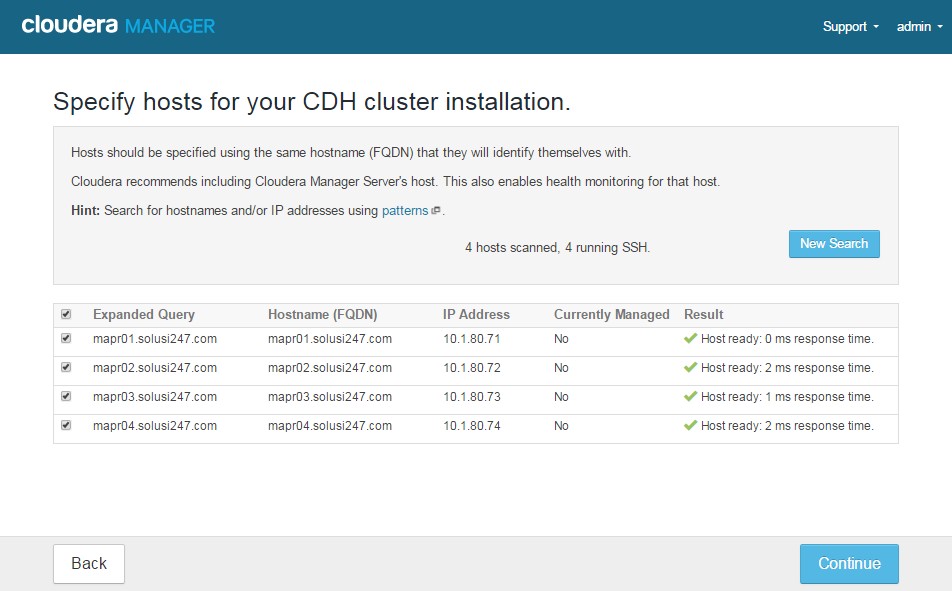 cloudera MANAGER
Support admin
Specify hosts for your CDH cluster installation.
Hosts should be specified using the same hostname (FQDN) that they will identify themselves with.
Cloudera recommends including Cloudera Manager Server's host. This also enables health monitoring for that host.
Hint: Search for hostnames and/or IP addresses using patterns.
4 hosts scanned, 4 running SSH. New Search
Expanded Query Hostname (FQDN) IP Address Currently Managed Result
mapr01.solusi247.com mapr01.solusi247.com 10.1.80.71 No Host ready: 0 ms response time.
mapr02.solusi247.com mapr02.solusi247.com 10.1.80.72 No Host ready: 2 ms response time.
mapr03.solusi247.com mapr03.solusi247.com 10.1.80.73 No Host ready: 1 ms response time.
mapr04.solusi247.com mapr04.solusi247.com 10.1.80.74 No Host ready: 2 ms response time.
Back Continue